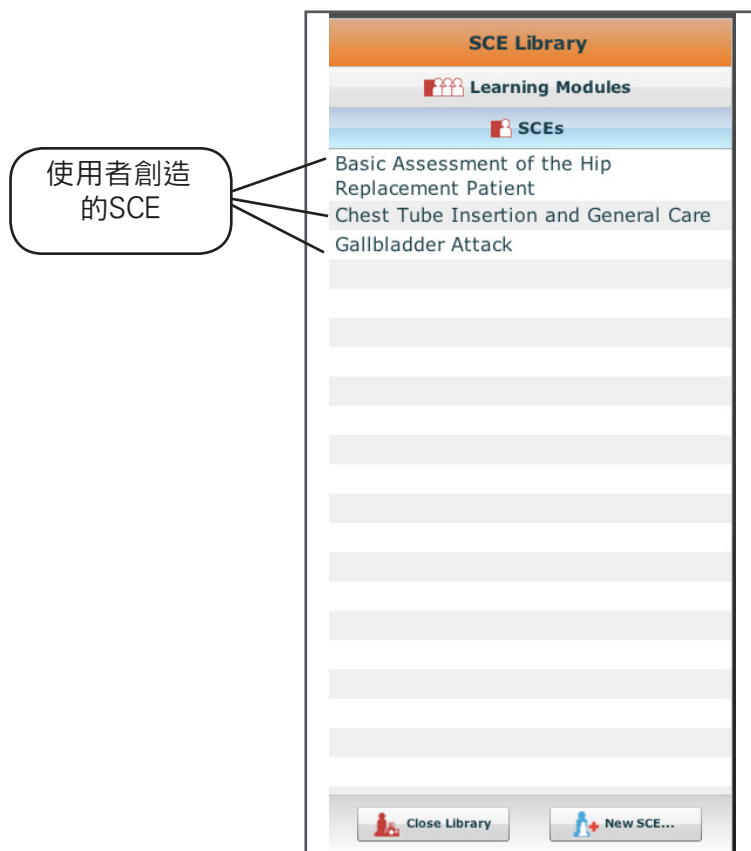 SCE Library
Learning Modules
SCEs
使用者創造
的SCE
Basic Assessment of the Hip
Replacement Patient
Chest Tube Insertion and General Care
Gallbladder Attack
Close Library
New SCE...